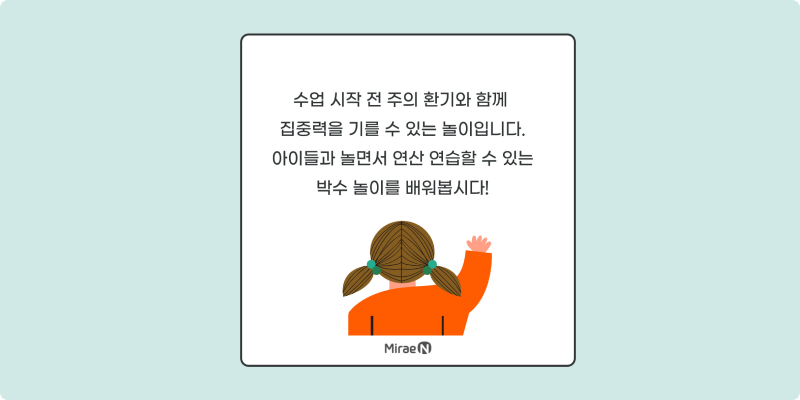 수업 시작 전 주의 환기와 함께
집중력을 기를 수 있는 놀이입니다.
아이들과 놀면서 연산 연습할 수 있는
박수 놀이를 배워봅시다!
Mirae N